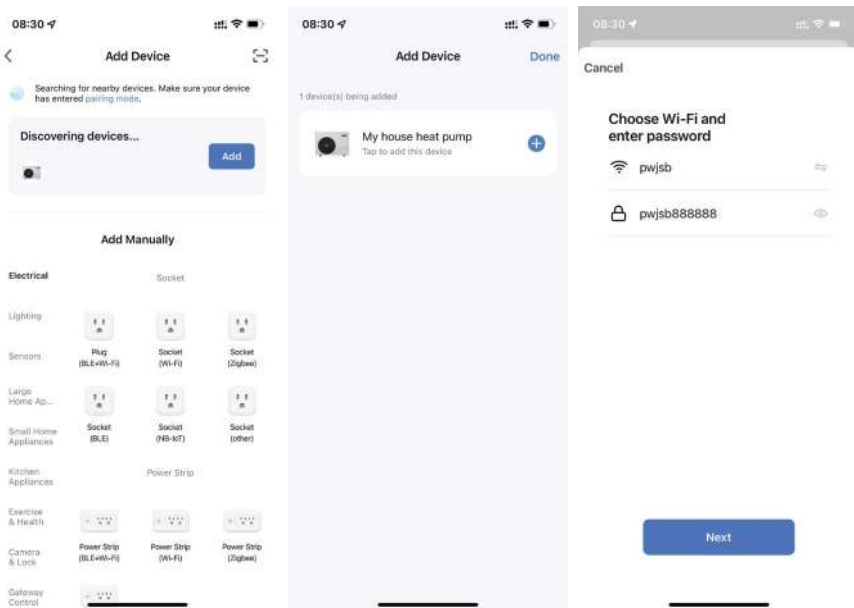 08:30
Add Device
Searching for nearby devices. Make sure your device
has entered pairing mode.
Discovering devices...
Add
Add Manually
Electrical
Socket
Lighting
Plug
(BLE+Wi-Fi)
Socket
(Wi-Fi)
Socket
(Zigbee)
Sensors
Large
Home Ap...
Socket
(BLE)
Socket
(NB-IoT)
Socket
(other)
Small Home
Appliances
Kitchen
Appliances
Power Strip
Exercise
& Health
Power Strip
(BLE+Wi-Fi)
Power Strip
(Wi-Fi)
Power Strip
(Zigbee)
Camera
& Lock
Gateway
Control
08:30
Add Device
Done
1 device(s) being added
My house heat pump
Tap to add this device
08:30
Cancel
Choose Wi-Fi and
enter password
pwjsb
pwjsb888888
Next